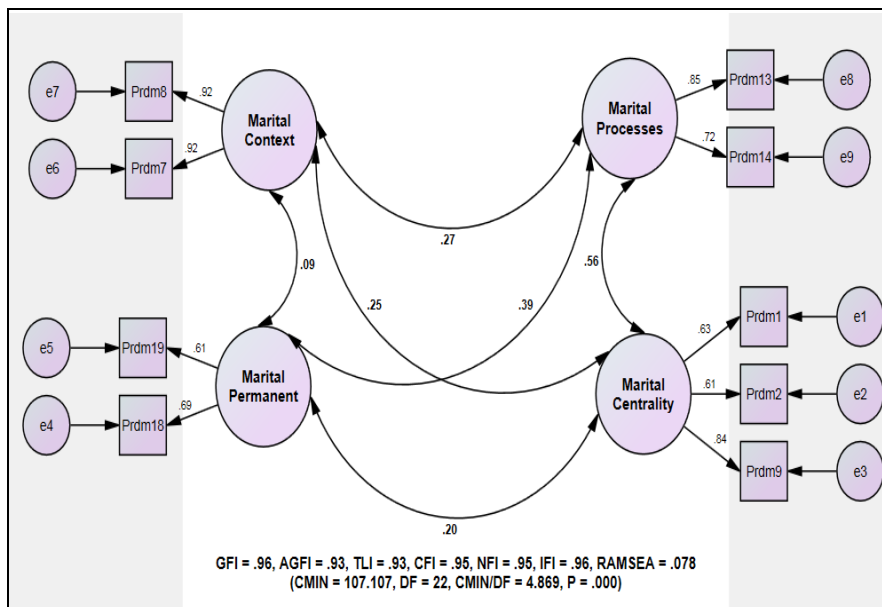 e7
Prdm8
.92
Marital
Context
e6
Prdm7
.92
Marital
Processes
.85
Prdm13
e8
.72
Prdm14
e9
.27
.09
.56
.25
.39
e5
Prdm19
.61
Marital
Permanent
e4
Prdm18
.69
Marital
Centrality
.63
Prdm1
e1
.61
Prdm2
e2
.84
Prdm9
e3
.20
GFI = .96, AGFI = .93, TLI = .93, CFI = .95, NFI = .95, IFI = .96, RAMSEA = .078
(CMIN = 107.107, DF = 22, CMIN/DF = 4.869, P = .000)